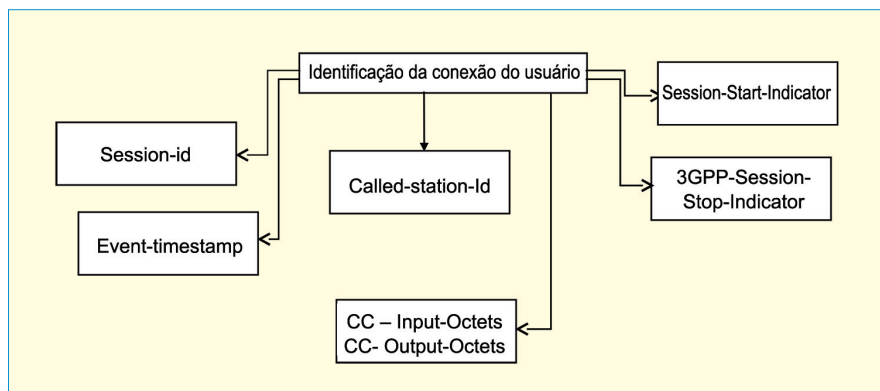 Identificação da conexão do usuário
Session-Start-Indicator
Session-id
Called-station-Id
3GPP-Session-
Stop-Indicator
Event-timestamp
CC – Input-Octets
CC- Output-Octets